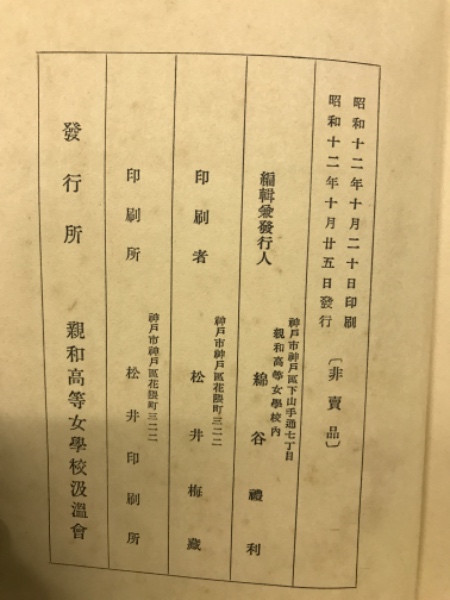 昭和十二年十月二十日印刷
昭和十二年十月廿五日發行
〔非賣品〕
編輯兼發行人
神戸市神戸區下山手通七丁目
親和高等女學校內
綿谷禮利
印刷者
神戸市神戸區花隈町三二二
松井梅藏
印刷所
神戸市神戸區花隈町三二二
松井印刷所
發行所
親和高等女學校汲溫會